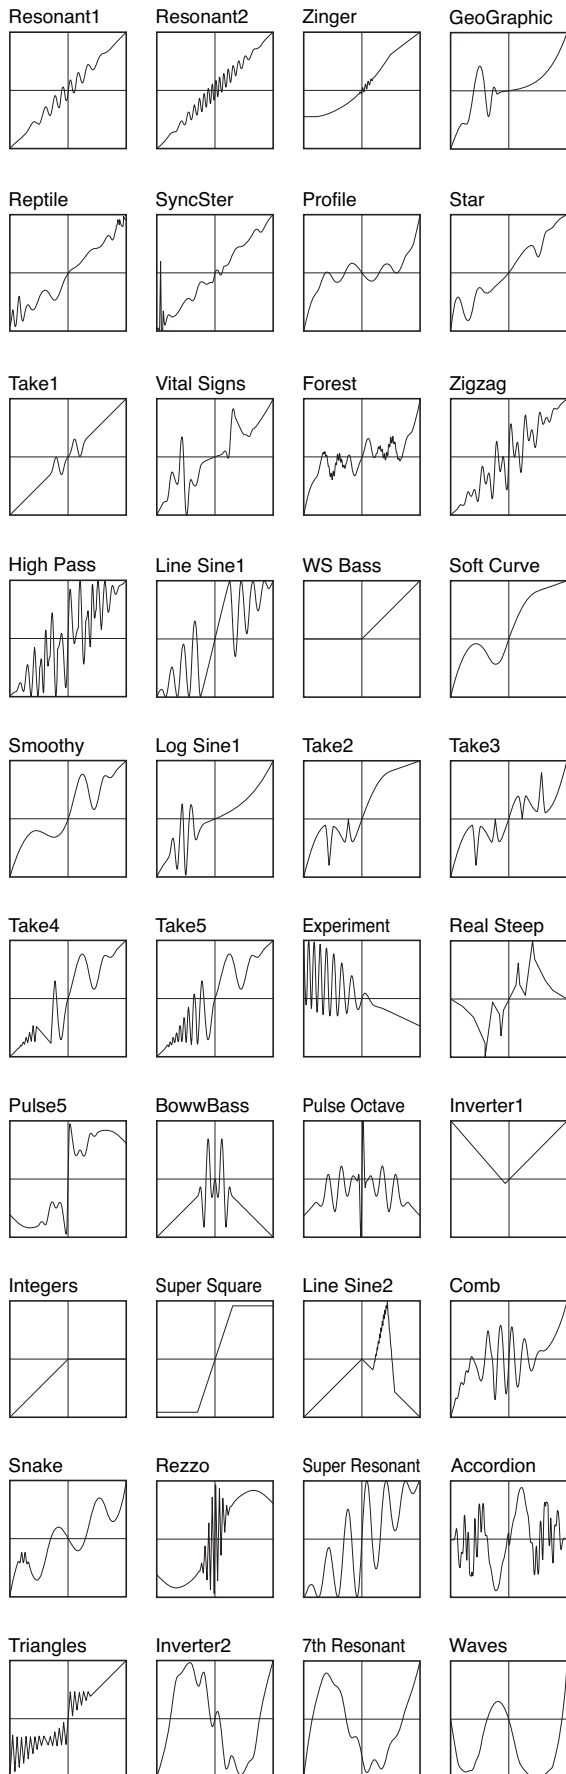 Resonant1 Resonant2 Zinger GeoGraphic
Reptile SyncSter Profile Star
Take1 Vital Signs Forest Zigzag
High Pass Line Sine1 WS Bass Soft Curve
Smoothy Log Sine1 Take2 Take3
Take4 Take5 Experiment Real Steep
Pulse5 BowwBass Pulse Octave Inverter1
Integers Super Square Line Sine2 Comb
Snake Rezzo Super Resonant Accordion
Triangles Inverter2 7th Resonant Waves